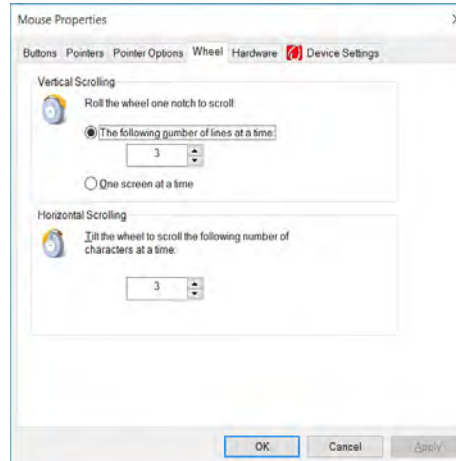 Mouse Properties
Buttons Pointers Pointer Options Wheel Hardware Device Settings
Vertical Scrolling
Roll the wheel one notch to scroll:
The following number of lines at a time:
3
One screen at a time
Horizontal Scrolling
Tilt the wheel to scroll the following number of
characters at a time:
3
OK Cancel Apply